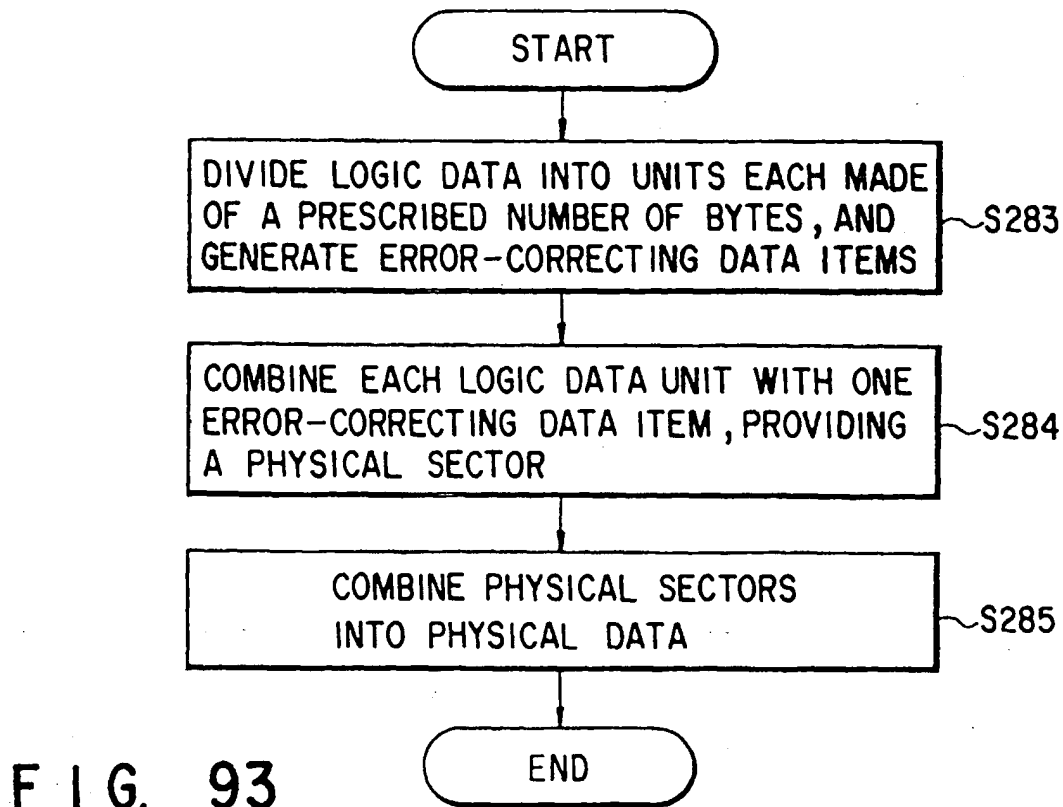 START
DIVIDE LOGIC DATA INTO UNITS EACH MADE
OF A PRESCRIBED NUMBER OF BYTES, AND
GENERATE ERROR-CORRECTING DATA ITEMS
S283
COMBINE EACH LOGIC DATA UNIT WITH ONE
ERROR-CORRECTING DATA ITEM, PROVIDING
A PHYSICAL SECTOR
S284
COMBINE PHYSICAL SECTORS
INTO PHYSICAL DATA
S285
END
FIG. 93